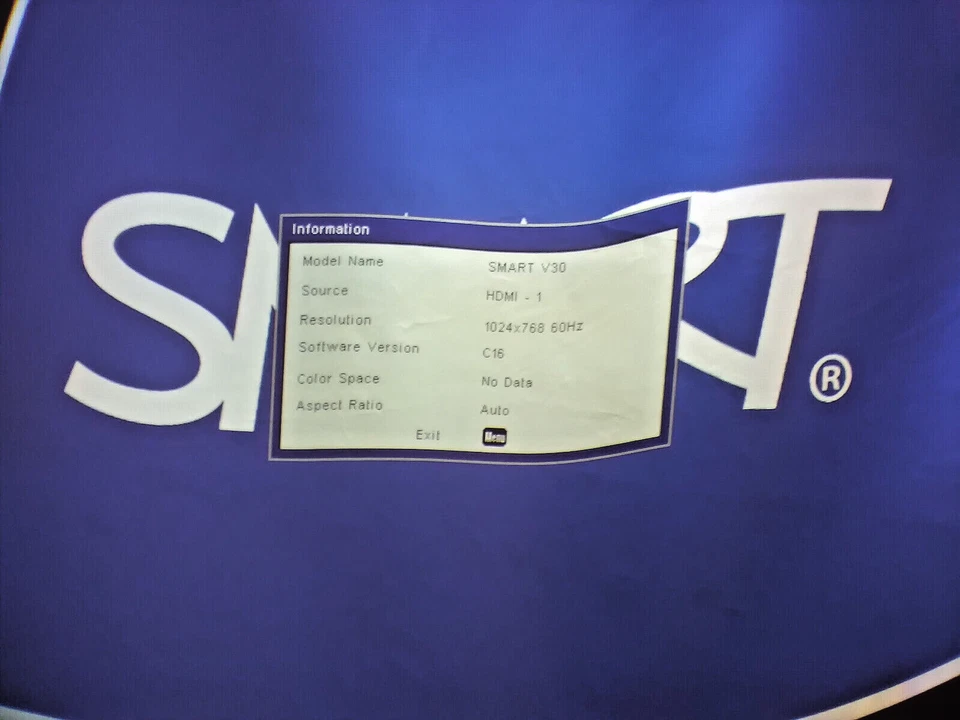 SMART®
Information
Model Name SMART V30
Source HDMI - 1
Resolution 1024x768 60Hz
Software Version C16
Color Space No Data
Aspect Ratio Auto
Exit Menu